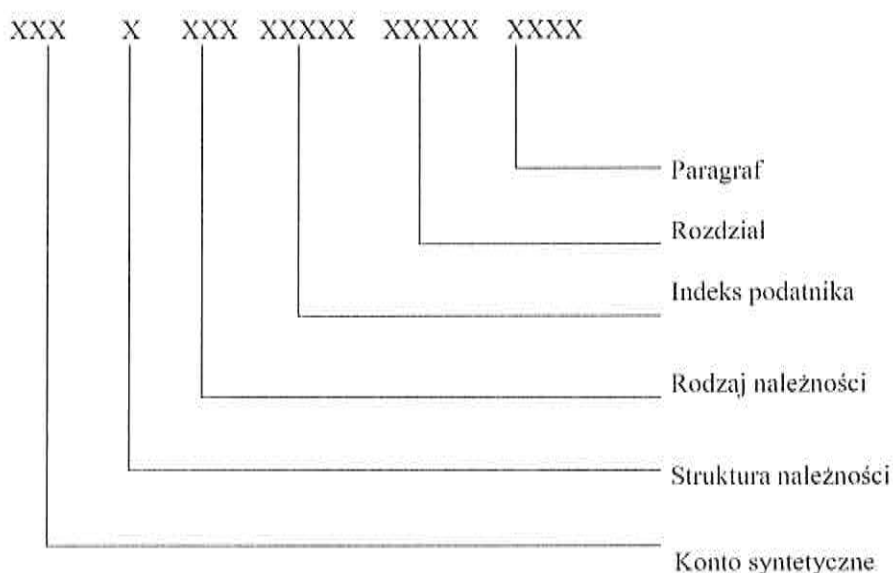 XXX X XXX XXXXX XXXXX XXXX
Paragraf
Rozdział
Indeks podatnika
Rodzaj należności
Struktura należności
Konto syntetyczne